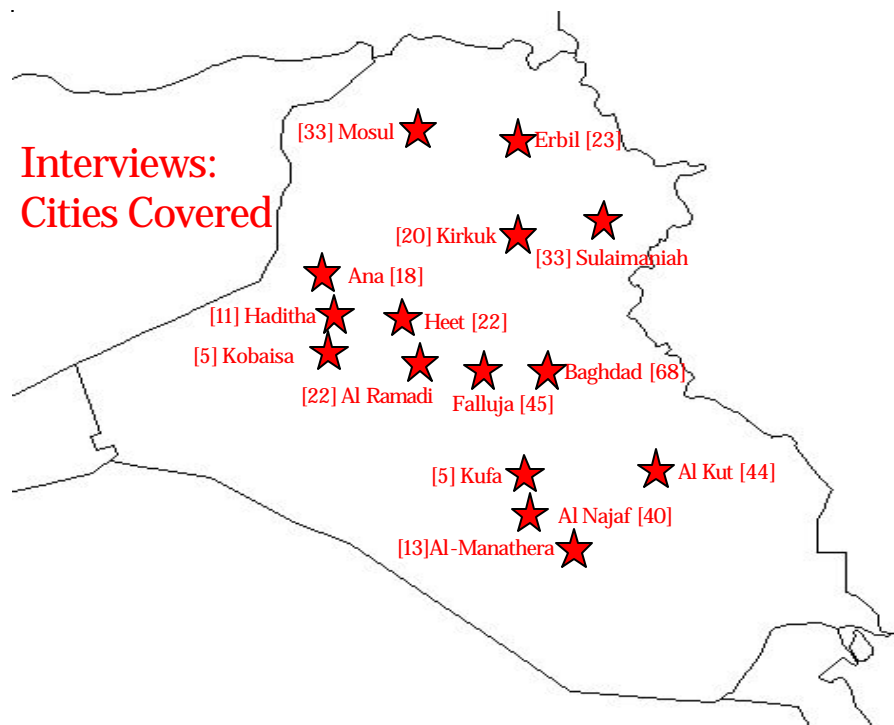 [33] Mosul
Erbil [23]
Interviews:
Cities Covered
[20] Kirkuk
[33] Sulaimaniah
Ana [18]
[11] Haditha
Heet [22]
[5] Kobaisa
Baghdad [68]
[22] Al Ramadi
Falluja [45]
[5] Kufa
Al Kut [44]
Al Najaf [40]
[13]Al-Manathera